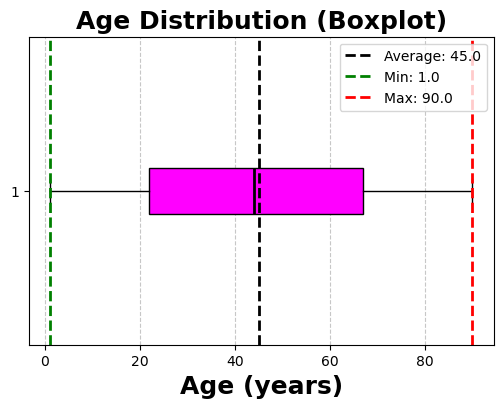 Age Distribution (Boxplot)
Average: 45.0
Min: 1.0
Max: 90.0
1
0 20 40 60 80
Age (years)